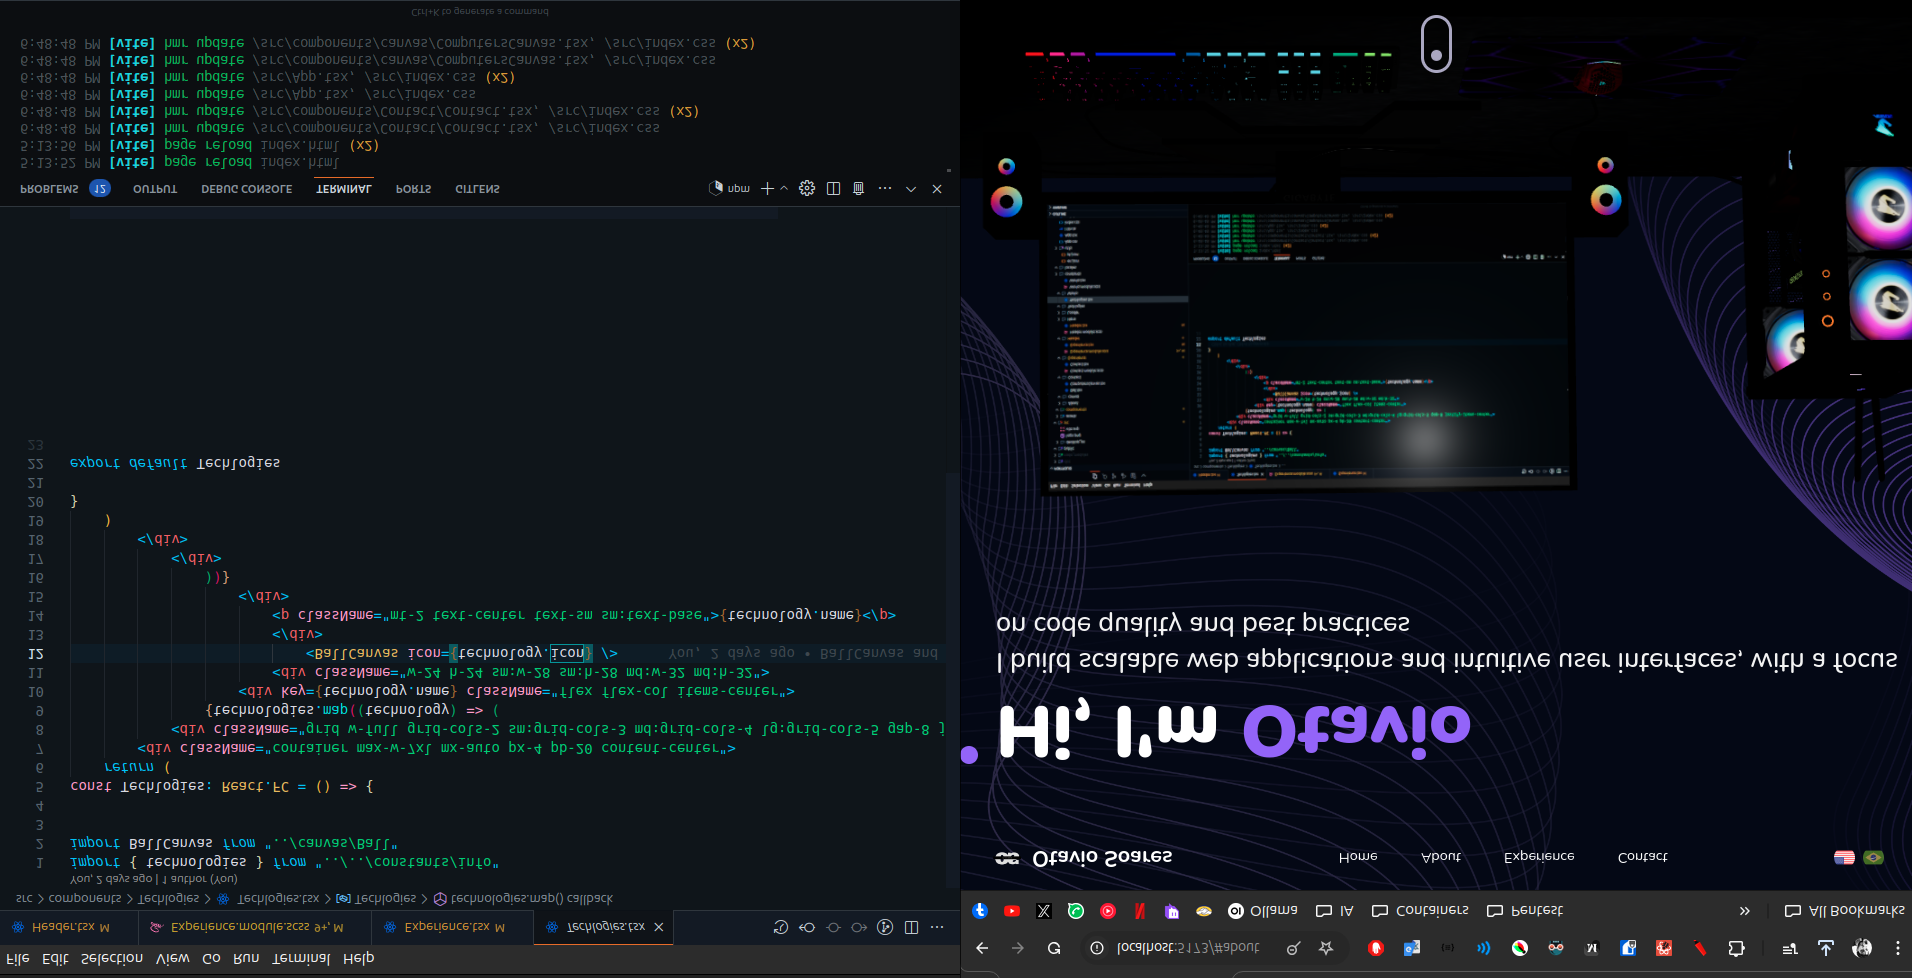 File Edit Selection View Go Run Terminal Help
Header.tsx M
Experience.module.scss 9+, M
Experience.tsx M
Techlogies.tsx
src > components > Techlogies > Techlogies.tsx > Techlogies > technologies.map() callback
You, 2 days ago | 1 author (You)
1 import { technologies } from "../../constants/info"
2 import BallCanvas from "../canvas/Ball"
3
4
5 const Techlogies: React.FC = () => {
6 return (
7 <div className="container max-w-7xl mx-auto px-4 pb-20 content-center">
8 <div className="grid w-full grid-cols-2 sm:grid-cols-3 md:grid-cols-4 lg:grid-cols-5 gap-8 j
9 {technologies.map((technology) => (
10 <div key={technology.name} className="flex flex-col items-center">
11 <div className="w-24 h-24 sm:w-28 sm:h-28 md:w-32 md:h-32">
12 <BallCanvas icon={technology.icon} /> You, 2 days ago • BallCanvas and
13 </div>
14 <p className="mt-2 text-center text-sm sm:text-base">{technology.name}</p>
15 </div>
16 ))}
17 </div>
18 </div>
19 )
20 }
21
22 export default Techlogies
23
PROBLEMS 12 OUTPUT DEBUG CONSOLE TERMINAL PORTS GITLENS
npm
5:13:52 PM [vite] page reload index.html
5:13:56 PM [vite] page reload index.html (x2)
6:48:48 PM [vite] hmr update /src/components/Contact/Contact.tsx, /src/index.css
6:48:48 PM [vite] hmr update /src/components/Contact/Contact.tsx, /src/index.css (x2)
6:48:48 PM [vite] hmr update /src/App.tsx, /src/index.css
6:48:48 PM [vite] hmr update /src/App.tsx, /src/index.css (x2)
6:48:48 PM [vite] hmr update /src/components/canvas/ComputersCanvas.tsx, /src/index.css
6:48:48 PM [vite] hmr update /src/components/canvas/ComputersCanvas.tsx, /src/index.css (x2)
Ctrl+K to generate a command
localhost:5173/#about
Ollama
IA
Containers
Pentest
All Bookmarks
Otavio Soares
Home
About
Experience
Contact
Hi, I'm Otavio
I build scalable web applications and intuitive user interfaces, with a focus
on code quality and best practices